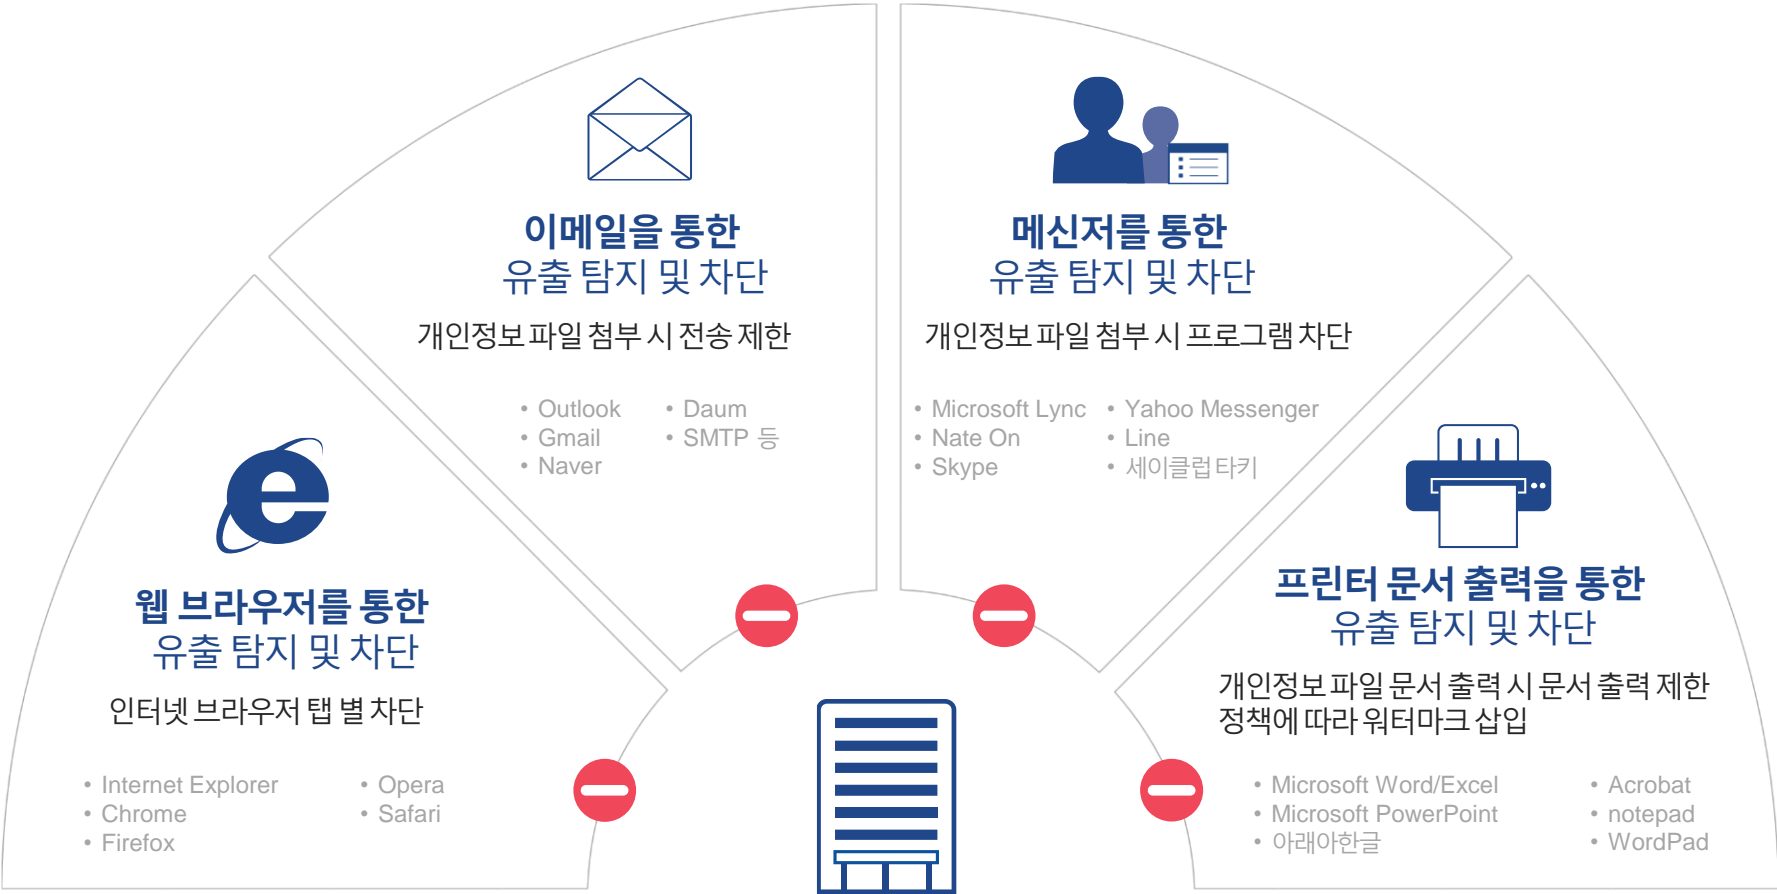 이메일을 통한
유출 탐지 및 차단
개인정보 파일 첨부 시 전송 제한
• Outlook
• Gmail
• Naver
• Daum
• SMTP 등
메신저를 통한
유출 탐지 및 차단
개인정보 파일 첨부 시 프로그램 차단
• Microsoft Lync
• Nate On
• Skype
• Yahoo Messenger
• Line
• 세이클럽 타키
웹 브라우저를 통한
유출 탐지 및 차단
인터넷 브라우저 탭 별 차단
• Internet Explorer
• Chrome
• Firefox
• Opera
• Safari
프린터 문서 출력을 통한
유출 탐지 및 차단
개인정보 파일 문서 출력 시 문서 출력 제한
정책에 따라 워터마크 삽입
• Microsoft Word/Excel
• Microsoft PowerPoint
• 아래아한글
• Acrobat
• notepad
• WordPad